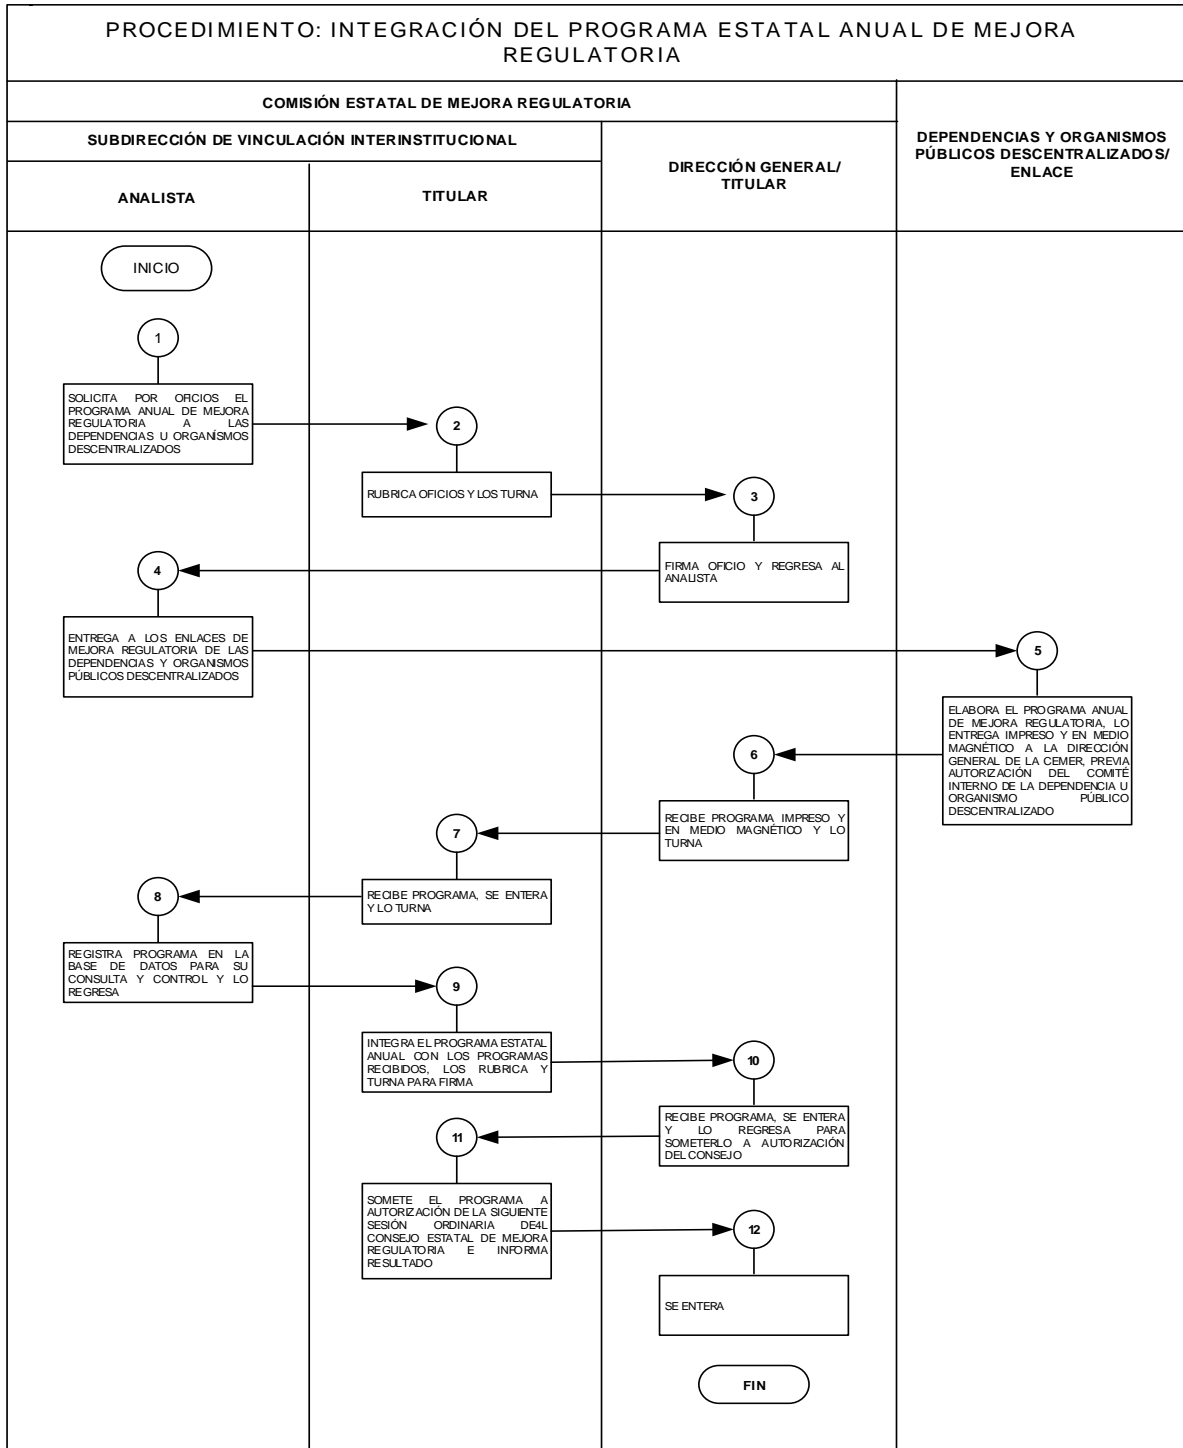 PROCEDIMIENTO: INTEGRACIÓN DEL PROGRAMA ESTATAL ANUAL DE MEJORA
REGULATORIA
COMISIÓN ESTATAL DE MEJORA REGULATORIA
SUBDIRECCIÓN DE VINCULACIÓN INTERINSTITUCIONAL
ANALISTA
TITULAR
DIRECCIÓN GENERAL/
TITULAR
DEPENDENCIAS Y ORGANISMOS
PÚBLICOS DESCENTRALIZADOS/
ENLACE
INICIO
1
SOLICITA POR OFICIOS EL
PROGRAMA ANUAL DE MEJORA
REGULATORIA A LAS
DEPENDENCIAS U ORGANÍSMOS
DESCENTRALIZADOS
2
RUBRICA OFICIOS Y LOS TURNA
3
FIRMA OFICIO Y REGRESA AL
ANALISTA
4
ENTREGA A LOS ENLACES DE
MEJORA REGULATORIA DE LAS
DEPENDENCIAS Y ORGANISMOS
PÚBLICOS DESCENTRALIZADOS
5
ELABORA EL PROGRAMA ANUAL
DE MEJORA REGULATORIA, LO
ENTREGA IMPRESO Y EN MEDIO
MAGNÉTICO A LA DIRECCIÓN
GENERAL DE LA CEMER, PREVIA
AUTORIZACIÓN DEL COMITÉ
INTERNO DE LA DEPENDENCIA U
ORGANISMO PÚBLICO
DESCENTRALIZADO
6
RECIBE PROGRAMA IMPRESO Y
EN MEDIO MAGNÉTICO Y LO
TURNA
7
RECIBE PROGRAMA, SE ENTERA
Y LO TURNA
8
REGISTRA PROGRAMA EN LA
BASE DE DATOS PARA SU
CONSULTA Y CONTROL Y LO
REGRESA
9
INTEGRA EL PROGRAMA ESTATAL
ANUAL CON LOS PROGRAMAS
RECIBIDOS, LOS RUBRICA Y
TURNA PARA FIRMA
10
RECIBE PROGRAMA, SE ENTERA
Y LO REGRESA PARA
SOMETERLO A AUTORIZACIÓN
DEL CONSEJO
11
SOMETE EL PROGRAMA A
AUTORIZACIÓN DE LA SIGUIENTE
SESIÓN ORDINARIA DE4L
CONSEJO ESTATAL DE MEJORA
REGULATORIA E INFORMA
RESULTADO
12
SE ENTERA
FIN